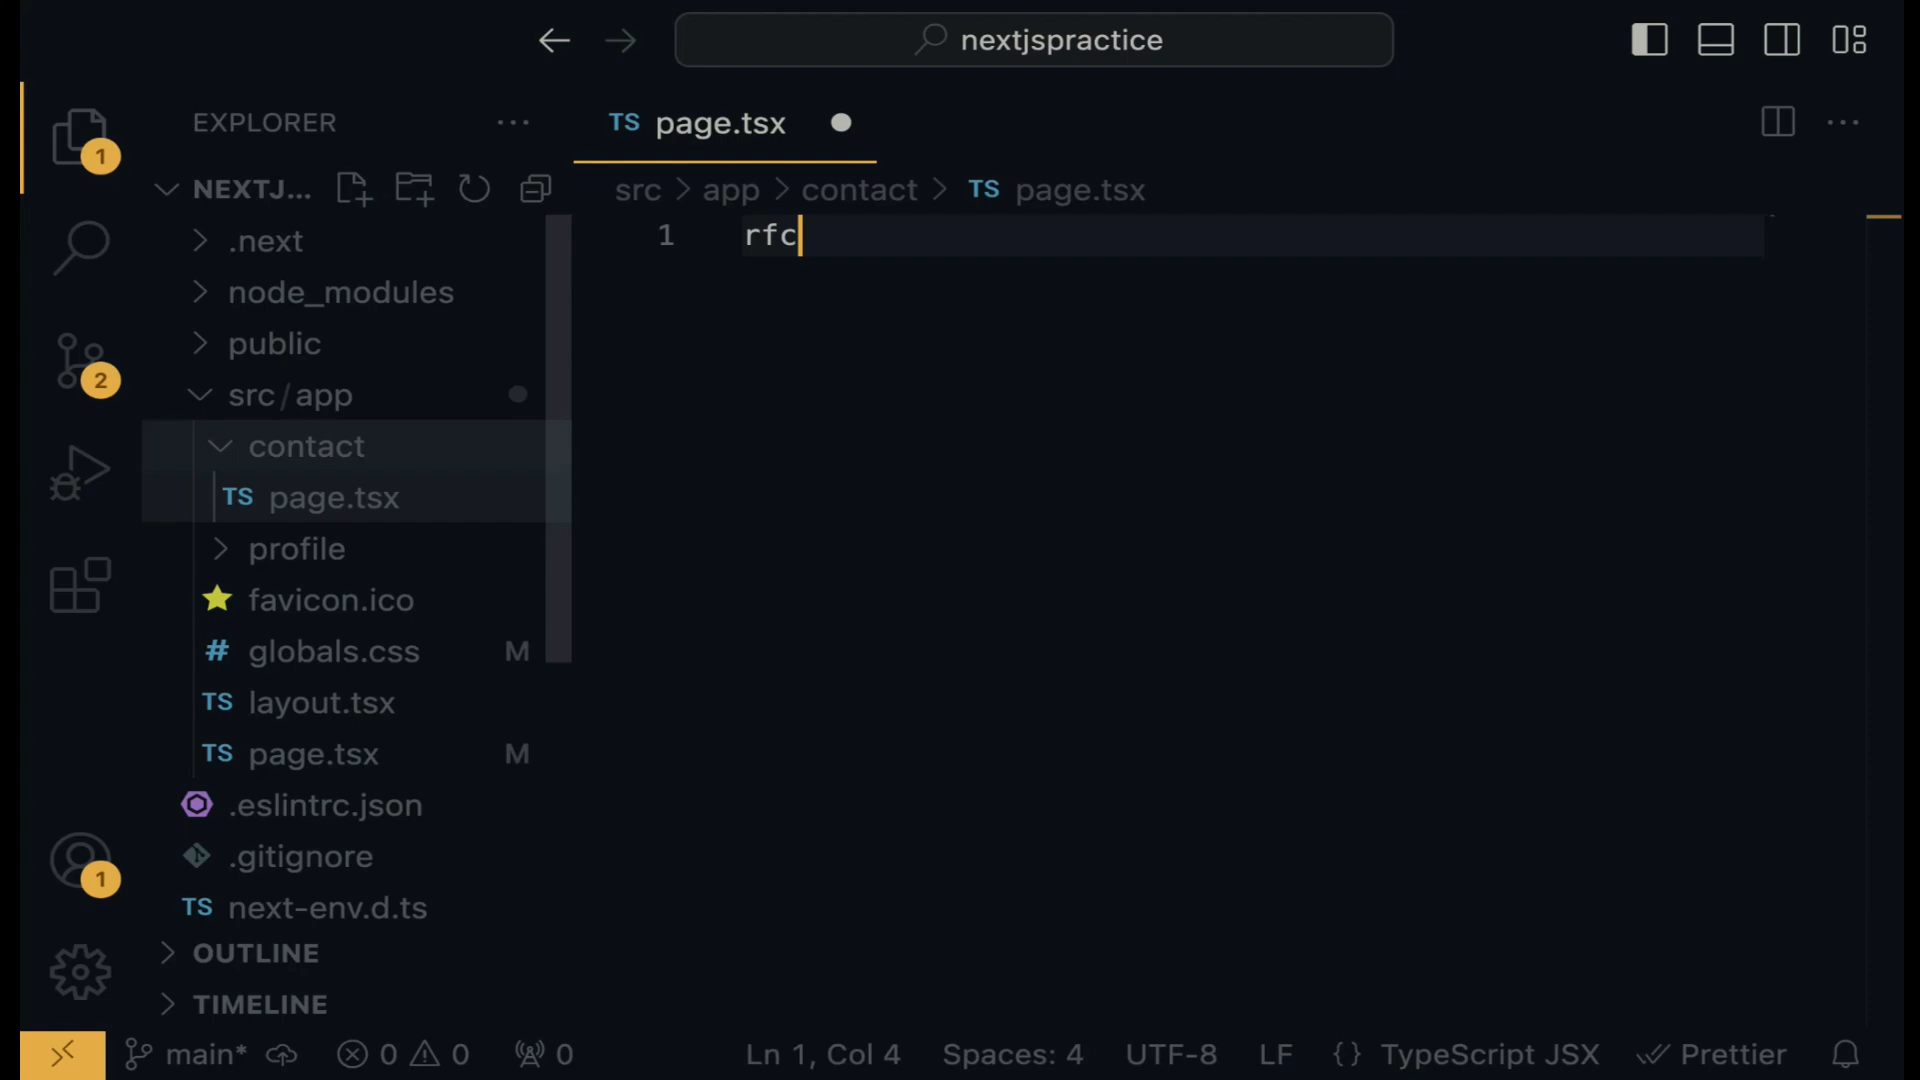 nextjspractice
EXPLORER
TS page.tsx
1
NEXTJ...
src > app > contact > TS page.tsx
.next
1 rfc
node_modules
public
2
src/app
contact
TS page.tsx
profile
favicon.ico
# globals.css M
TS layout.tsx
TS page.tsx M
.eslintrc.json
.gitignore
1
TS next-env.d.ts
OUTLINE
TIMELINE
main* 0 0 0 Ln 1, Col 4 Spaces: 4 UTF-8 LF {} TypeScript JSX Prettier